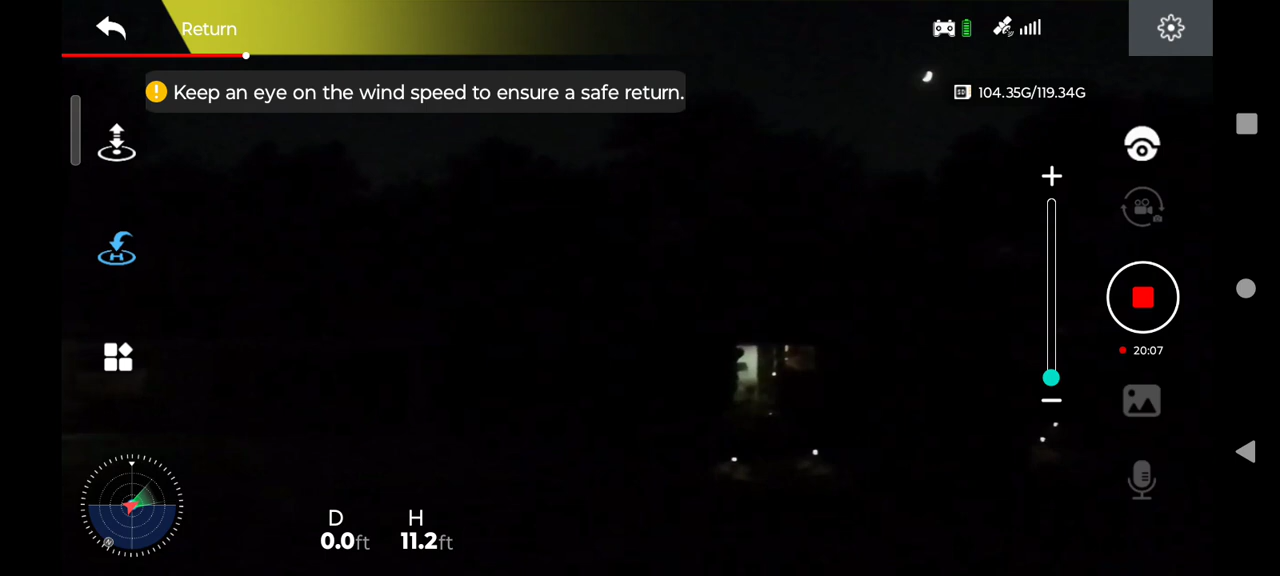 Return
Keep an eye on the wind speed to ensure a safe return.
SD 104.35G/119.34G
20:07
D H
0.0ft 11.2ft
H
N